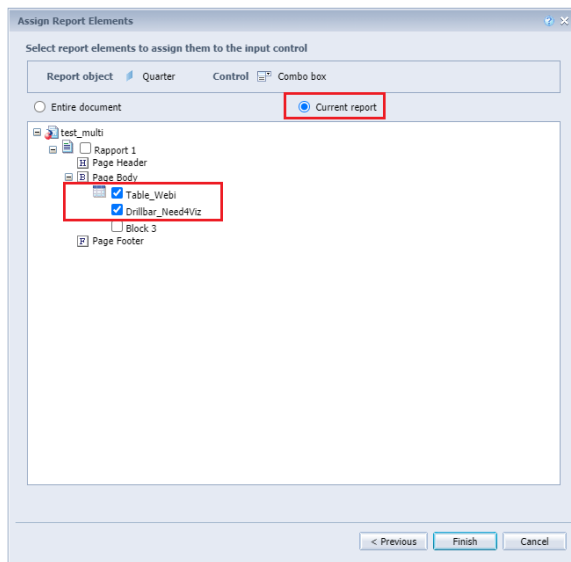 Assign Report Elements
Select report elements to assign them to the input control
Report object Quarter Control Combo box
Entire document Current report
test_multi
Rapport 1
H Page Header
B Page Body
Table_Webi
Drillbar_Need4Viz
Block 3
F Page Footer
< Previous Finish Cancel